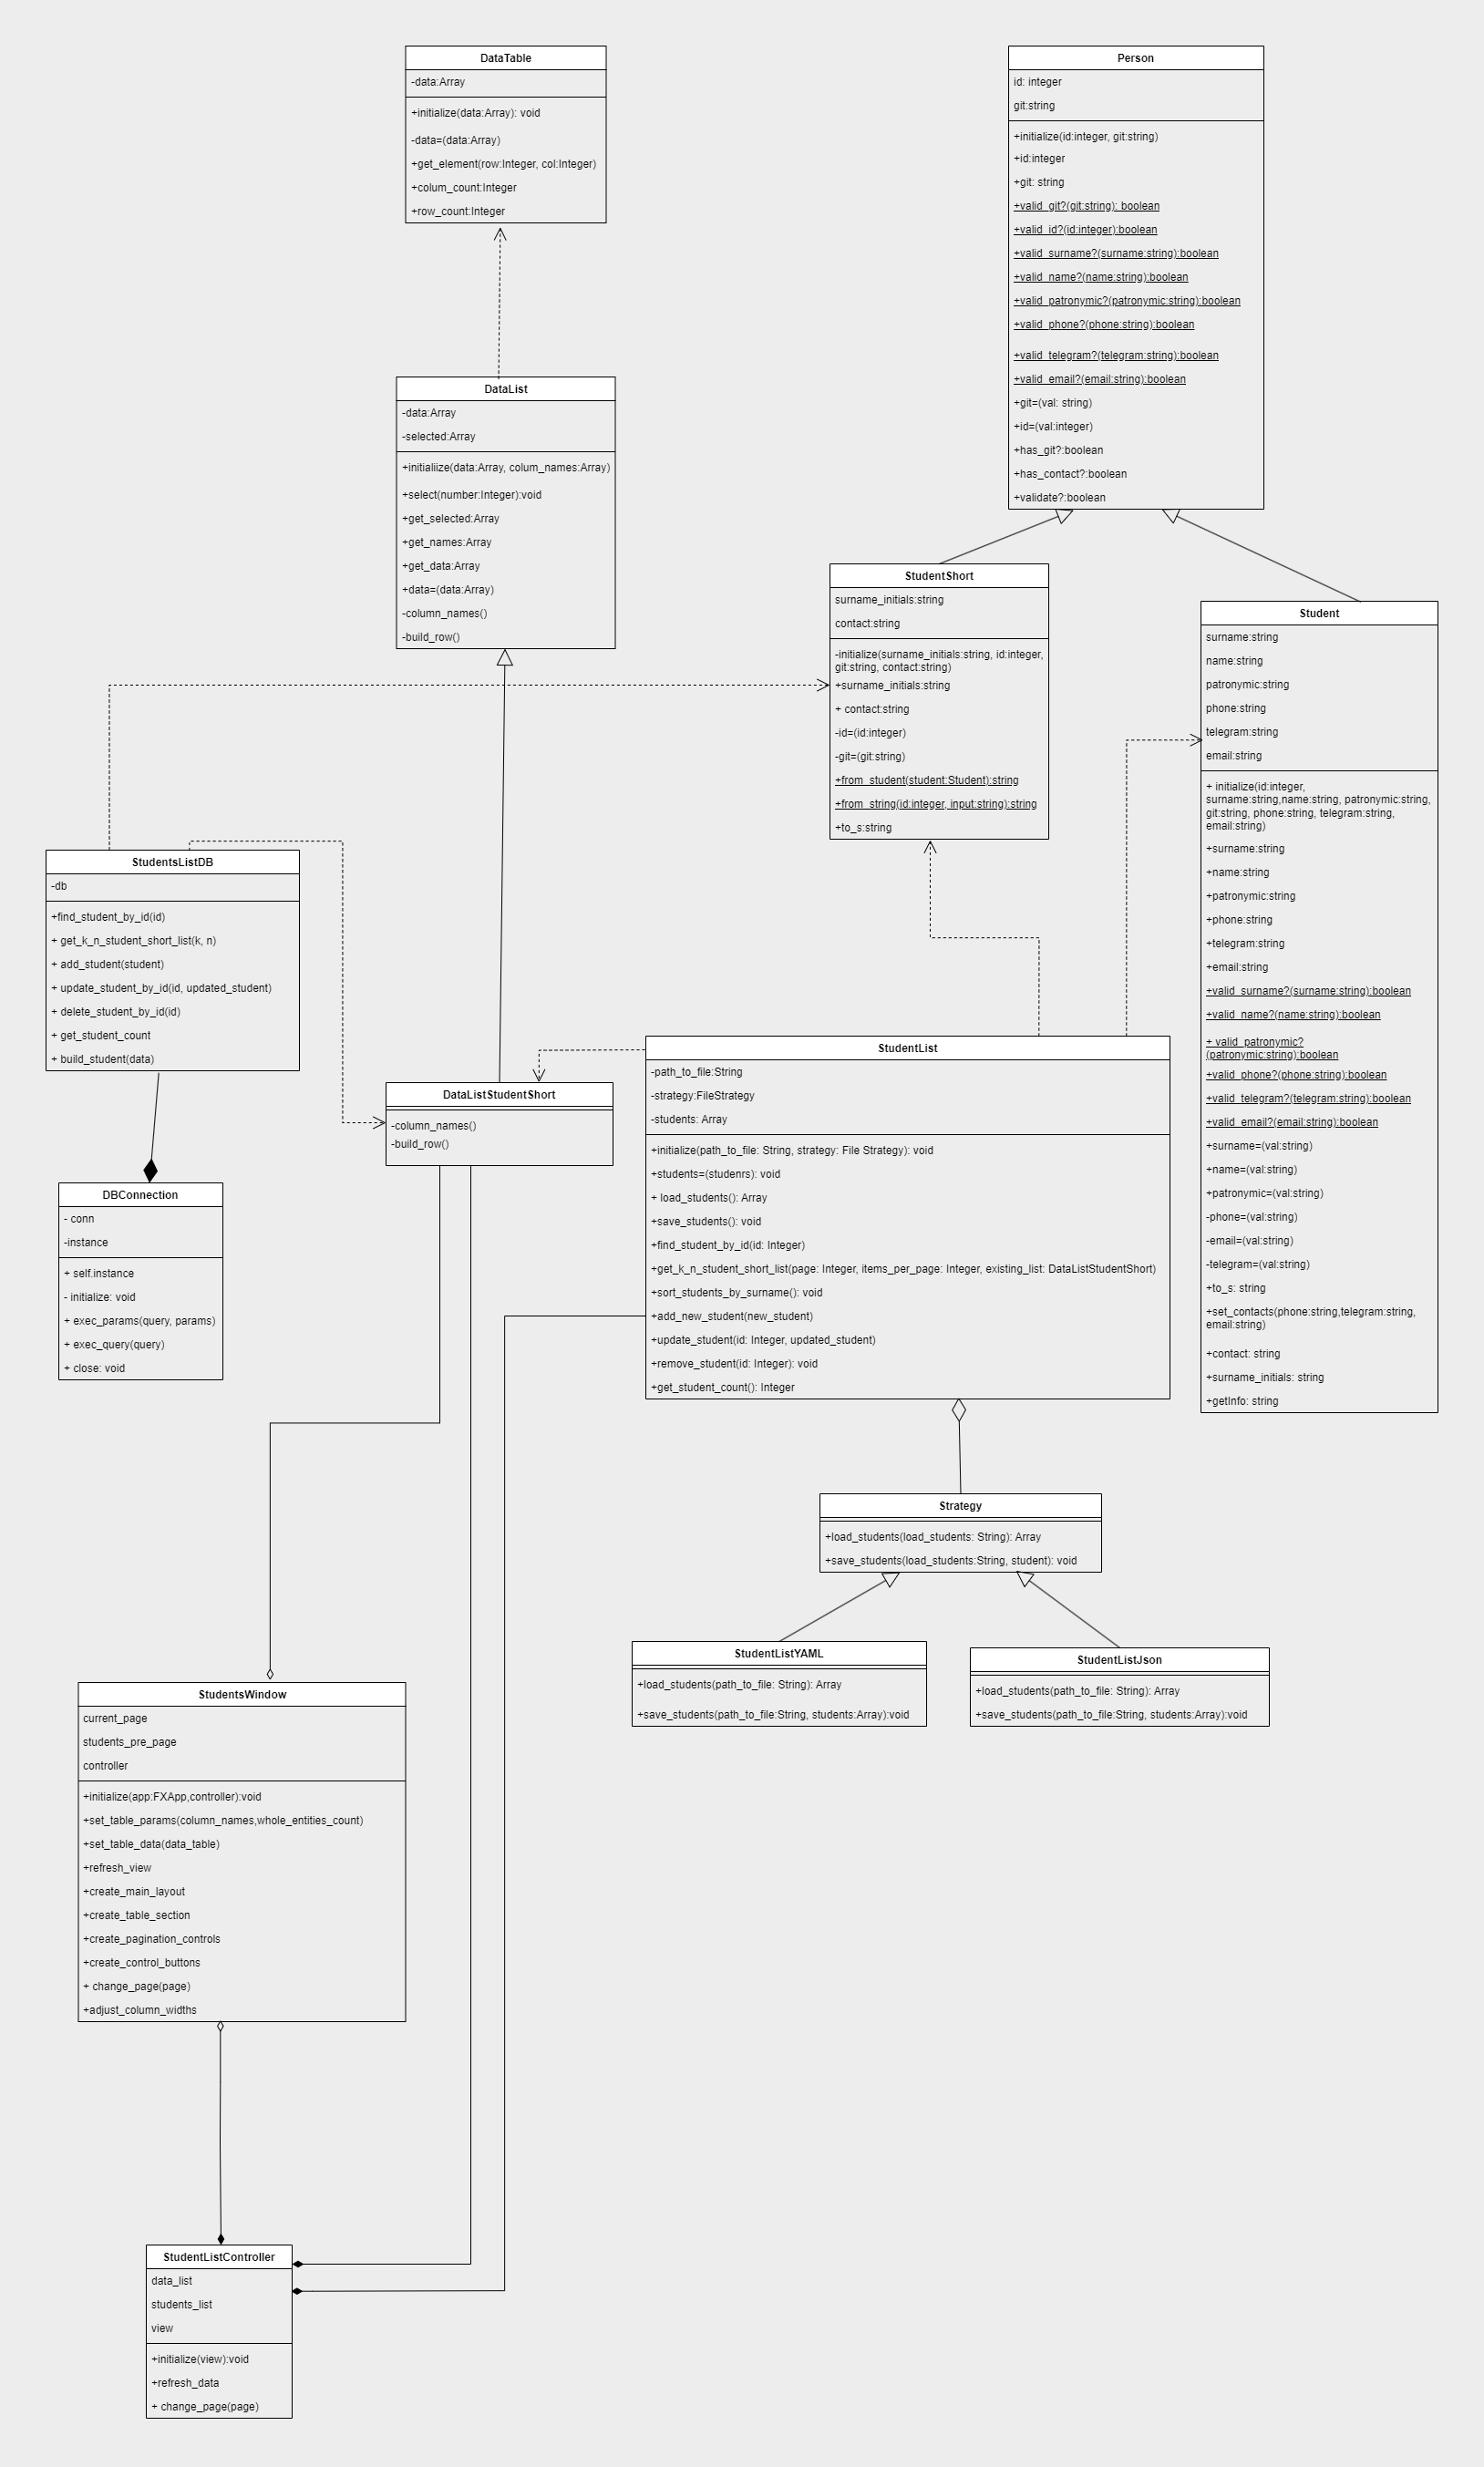 DataTable
-data:Array
+initialize(data:Array): void
-data=(data:Array)
+get_element(row:Integer, col:Integer)
+colum_count:Integer
+row_count:Integer
Person
id: integer
git:string
+initialize(id:integer, git:string)
+id:integer
+git: string
+valid_git?(git:string): boolean
+valid_id?(id:integer):boolean
+valid_surname?(surname:string):boolean
+valid_name?(name:string):boolean
+valid_patronymic?(patronymic:string):boolean
+valid_phone?(phone:string):boolean
+valid_telegram?(telegram:string):boolean
+valid_email?(email:string):boolean
+git=(val: string)
+id=(val:integer)
+has_git?:boolean
+has_contact?:boolean
+validate?:boolean
DataList
-data:Array
-selected:Array
+initialiize(data:Array, colum_names:Array)
+select(number:Integer):void
+get_selected:Array
+get_names:Array
+get_data:Array
+data=(data:Array)
-column_names()
-build_row()
StudentShort
surname_initials:string
contact:string
-initialize(surname_initials:string, id:integer,
git:string, contact:string)
+surname_initials:string
+ contact:string
-id=(id:integer)
-git=(git:string)
+from_student(student:Student):string
+from_string(id:integer, input:string):string
+to_s:string
Student
surname:string
name:string
patronymic:string
phone:string
telegram:string
email:string
+ initialize(id:integer,
surname:string,name:string, patronymic:string,
git:string, phone:string, telegram:string,
email:string)
+surname:string
+name:string
+patronymic:string
+phone:string
+telegram:string
+email:string
+valid_surname?(surname:string):boolean
+valid_name?(name:string):boolean
+ valid_patronymic?
(patronymic:string):boolean
+valid_phone?(phone:string):boolean
+valid_telegram?(telegram:string):boolean
+valid_email?(email:string):boolean
+surname=(val:string)
+name=(val:string)
+patronymic=(val:string)
-phone=(val:string)
-email=(val:string)
-telegram=(val:string)
+to_s: string
+set_contacts(phone:string,telegram:string,
email:string)
+contact: string
+surname_initials: string
+getInfo: string
StudentsListDB
-db
+find_student_by_id(id)
+ get_k_n_student_short_list(k, n)
+ add_student(student)
+ update_student_by_id(id, updated_student)
+ delete_student_by_id(id)
+ get_student_count
+ build_student(data)
DBConnection
- conn
-instance
+ self.instance
- initialize: void
+ exec_params(query, params)
+ exec_query(query)
+ close: void
DataListStudentShort
-column_names()
-build_row()
StudentList
-path_to_file:String
-strategy:FileStrategy
-students: Array
+initialize(path_to_file: String, strategy: File Strategy): void
+students=(studenrs): void
+ load_students(): Array
+save_students(): void
+find_student_by_id(id: Integer)
+get_k_n_student_short_list(page: Integer, items_per_page: Integer, existing_list: DataListStudentShort)
+sort_students_by_surname(): void
+add_new_student(new_student)
+update_student(id: Integer, updated_student)
+remove_student(id: Integer): void
+get_student_count(): Integer
Strategy
+load_students(load_students: String): Array
+save_students(load_students:String, student): void
StudentListYAML
+load_students(path_to_file: String): Array
+save_students(path_to_file:String, students:Array):void
StudentListJson
+load_students(path_to_file: String): Array
+save_students(path_to_file:String, students:Array):void
StudentsWindow
current_page
students_pre_page
controller
+initialize(app:FXApp,controller):void
+set_table_params(column_names,whole_entities_count)
+set_table_data(data_table)
+refresh_view
+create_main_layout
+create_table_section
+create_pagination_controls
+create_control_buttons
+ change_page(page)
+adjust_column_widths
StudentListController
data_list
students_list
view
+initialize(view):void
+refresh_data
+ change_page(page)